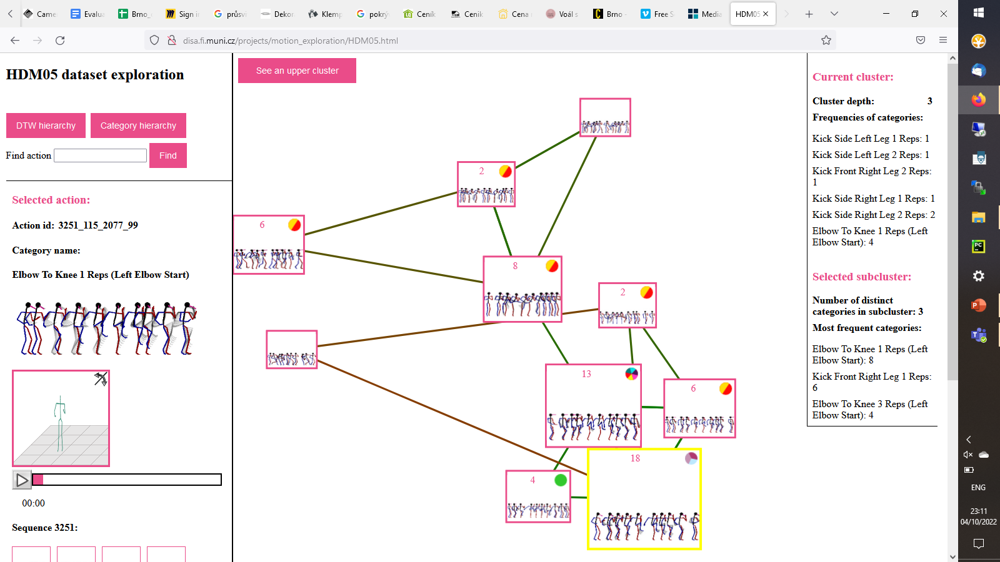 Came
Evalua
Brno_
Sign i
průsv
Dekor
Klemp
pokrý
Ceník
Cenik
Cena
Voál s
Brno -
Free S
Media
HDM05
disa.fi.muni.cz/projects/motion_exploration/HDM05.html
HDM05 dataset exploration
DTW hierarchy
Category hierarchy
Find action
Find
Selected action:
Action id: 3251_115_2077_99
Category name:
Elbow To Knee 1 Reps (Left Elbow Start)
00:00
Sequence 3251:
See an upper cluster
2
6
8
2
13
6
18
4
Current cluster:
Cluster depth: 3
Frequencies of categories:
Kick Side Left Leg 1 Reps: 1
Kick Side Left Leg 2 Reps: 1
Kick Front Right Leg 2 Reps:
1
Kick Side Right Leg 1 Reps: 1
Kick Side Right Leg 2 Reps: 2
Elbow To Knee 1 Reps (Left
Elbow Start): 4
Selected subcluster:
Number of distinct
categories in subcluster: 3
Most frequent categories:
Elbow To Knee 1 Reps (Left
Elbow Start): 8
Kick Front Right Leg 1 Reps:
6
Elbow To Knee 3 Reps (Left
Elbow Start): 4
ENG
23:11
04/10/2022